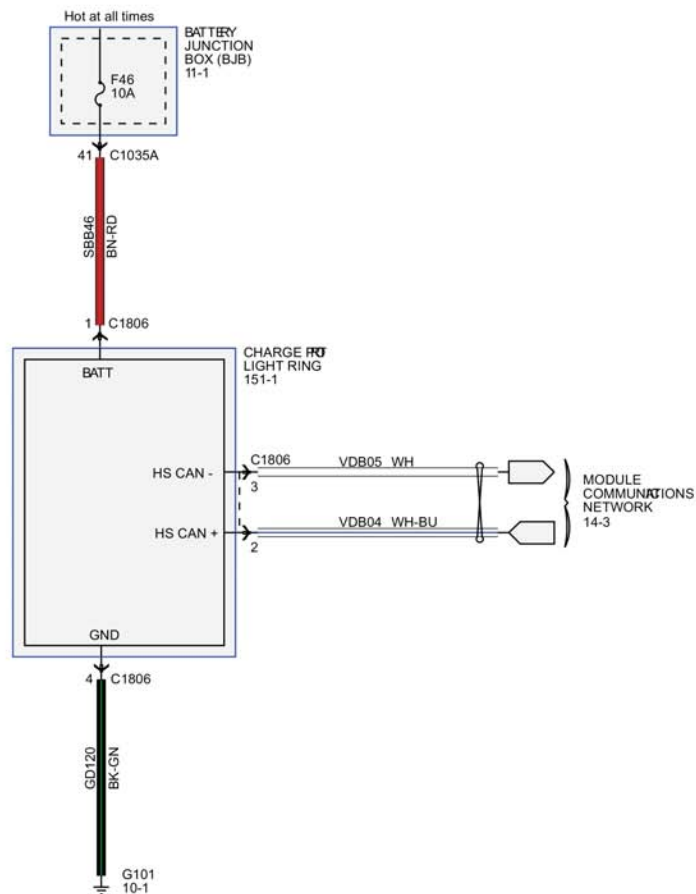 Hot at all times
BATTERY
JUNCTION
BOX (BJB)
11-1
F46
10A
41 C1035A
SBB46
BN-RD
1 C1806
CHARGE
LIGHT RING
151-1
BATT
C1806
HS CAN -
3
VDB05 WH
HS CAN +
2
VDB04 WH-BU
MODULE
NETWORK
14-3
GND
4 C1806
GD120
BK-GN
G101
10-1